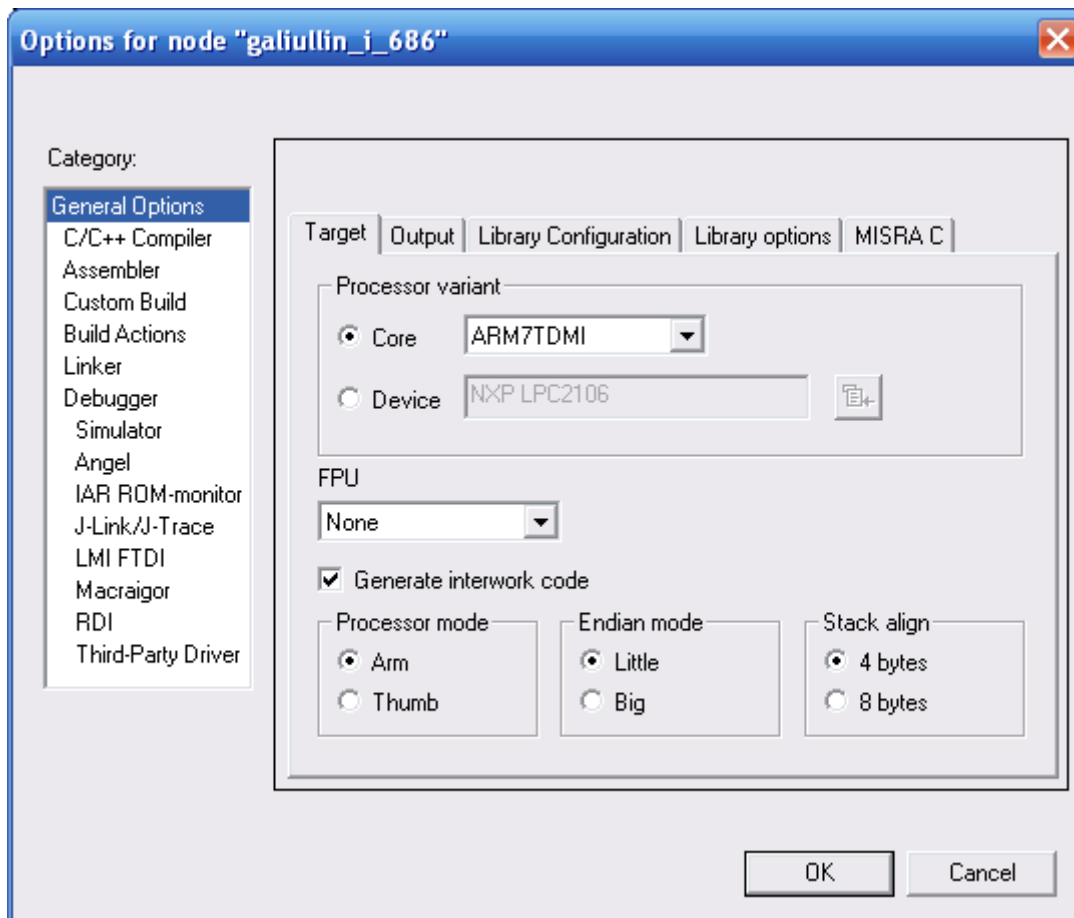 Options for node "galiullin_i_686"
Category:
General Options
C/C++ Compiler
Assembler
Custom Build
Build Actions
Linker
Debugger
Simulator
Angel
IAR ROM-monitor
J-Link/J-Trace
LMI FTDI
Macraigor
RDI
Third-Party Driver
Target Output Library Configuration Library options MISRA C
Processor variant
Core ARM7TDMI
Device NXP LPC2106
FPU
None
Generate interwork code
Processor mode
Arm
Thumb
Endian mode
Little
Big
Stack align
4 bytes
8 bytes
OK Cancel